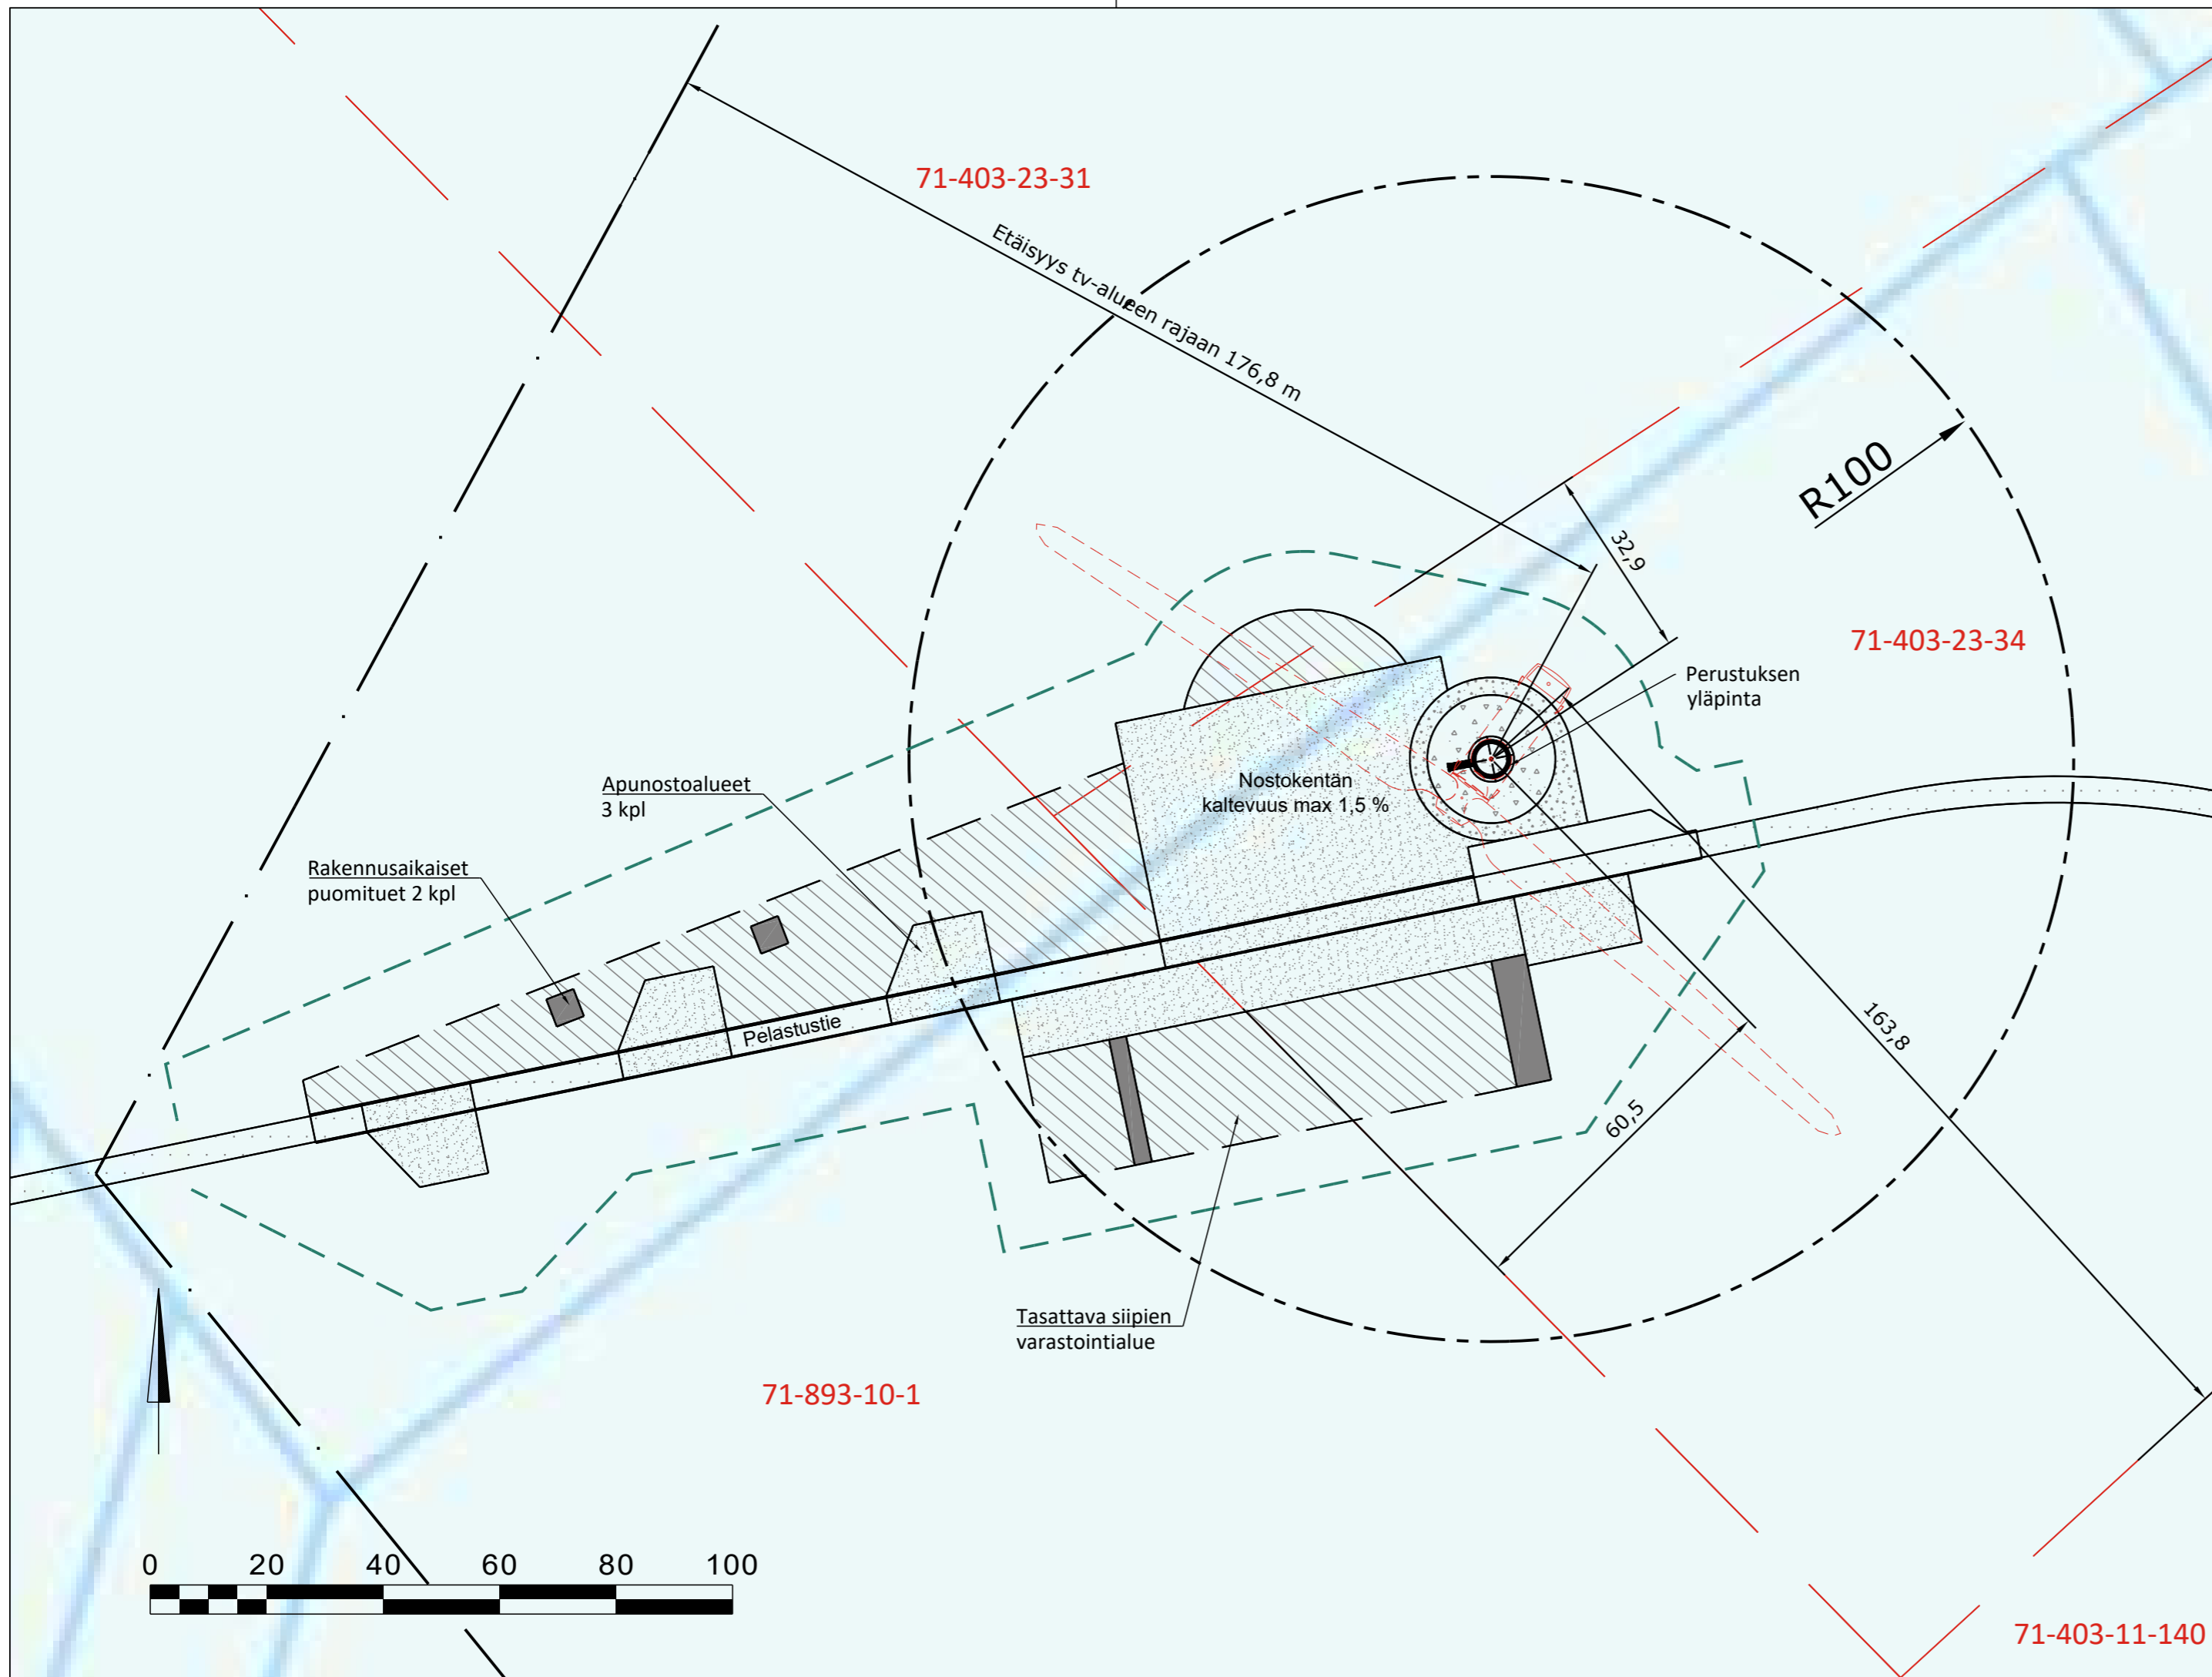 71-403-23-31
Etäisyys tv-alueen rajaan 176,8 m
R100
32,9
71-403-23-34
Perustuksen
yläpinta
Nostokentän
kaltevuus max 1,5 %
Apunostoalueet
3 kpl
Rakennusaikaiset
puomituet 2 kpl
Pelastustie
163,8
60,5
Tasattava siipien
varastointialue
71-893-10-1
0 20 40 60 80 100
71-403-11-140